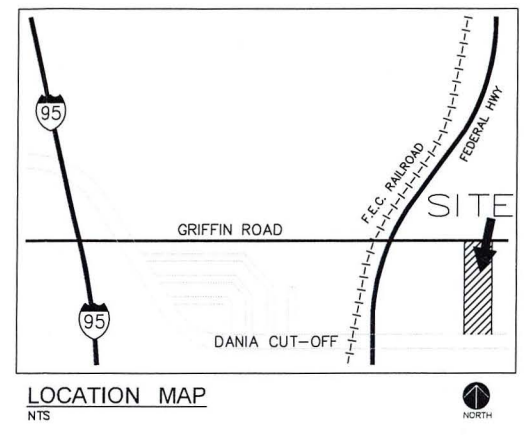 95
FEDERAL HWY
F.E.C. RAILROAD
SITE
GRIFFIN ROAD
95
DANIA CUT-OFF
LOCATION MAP
NTS
NORTH